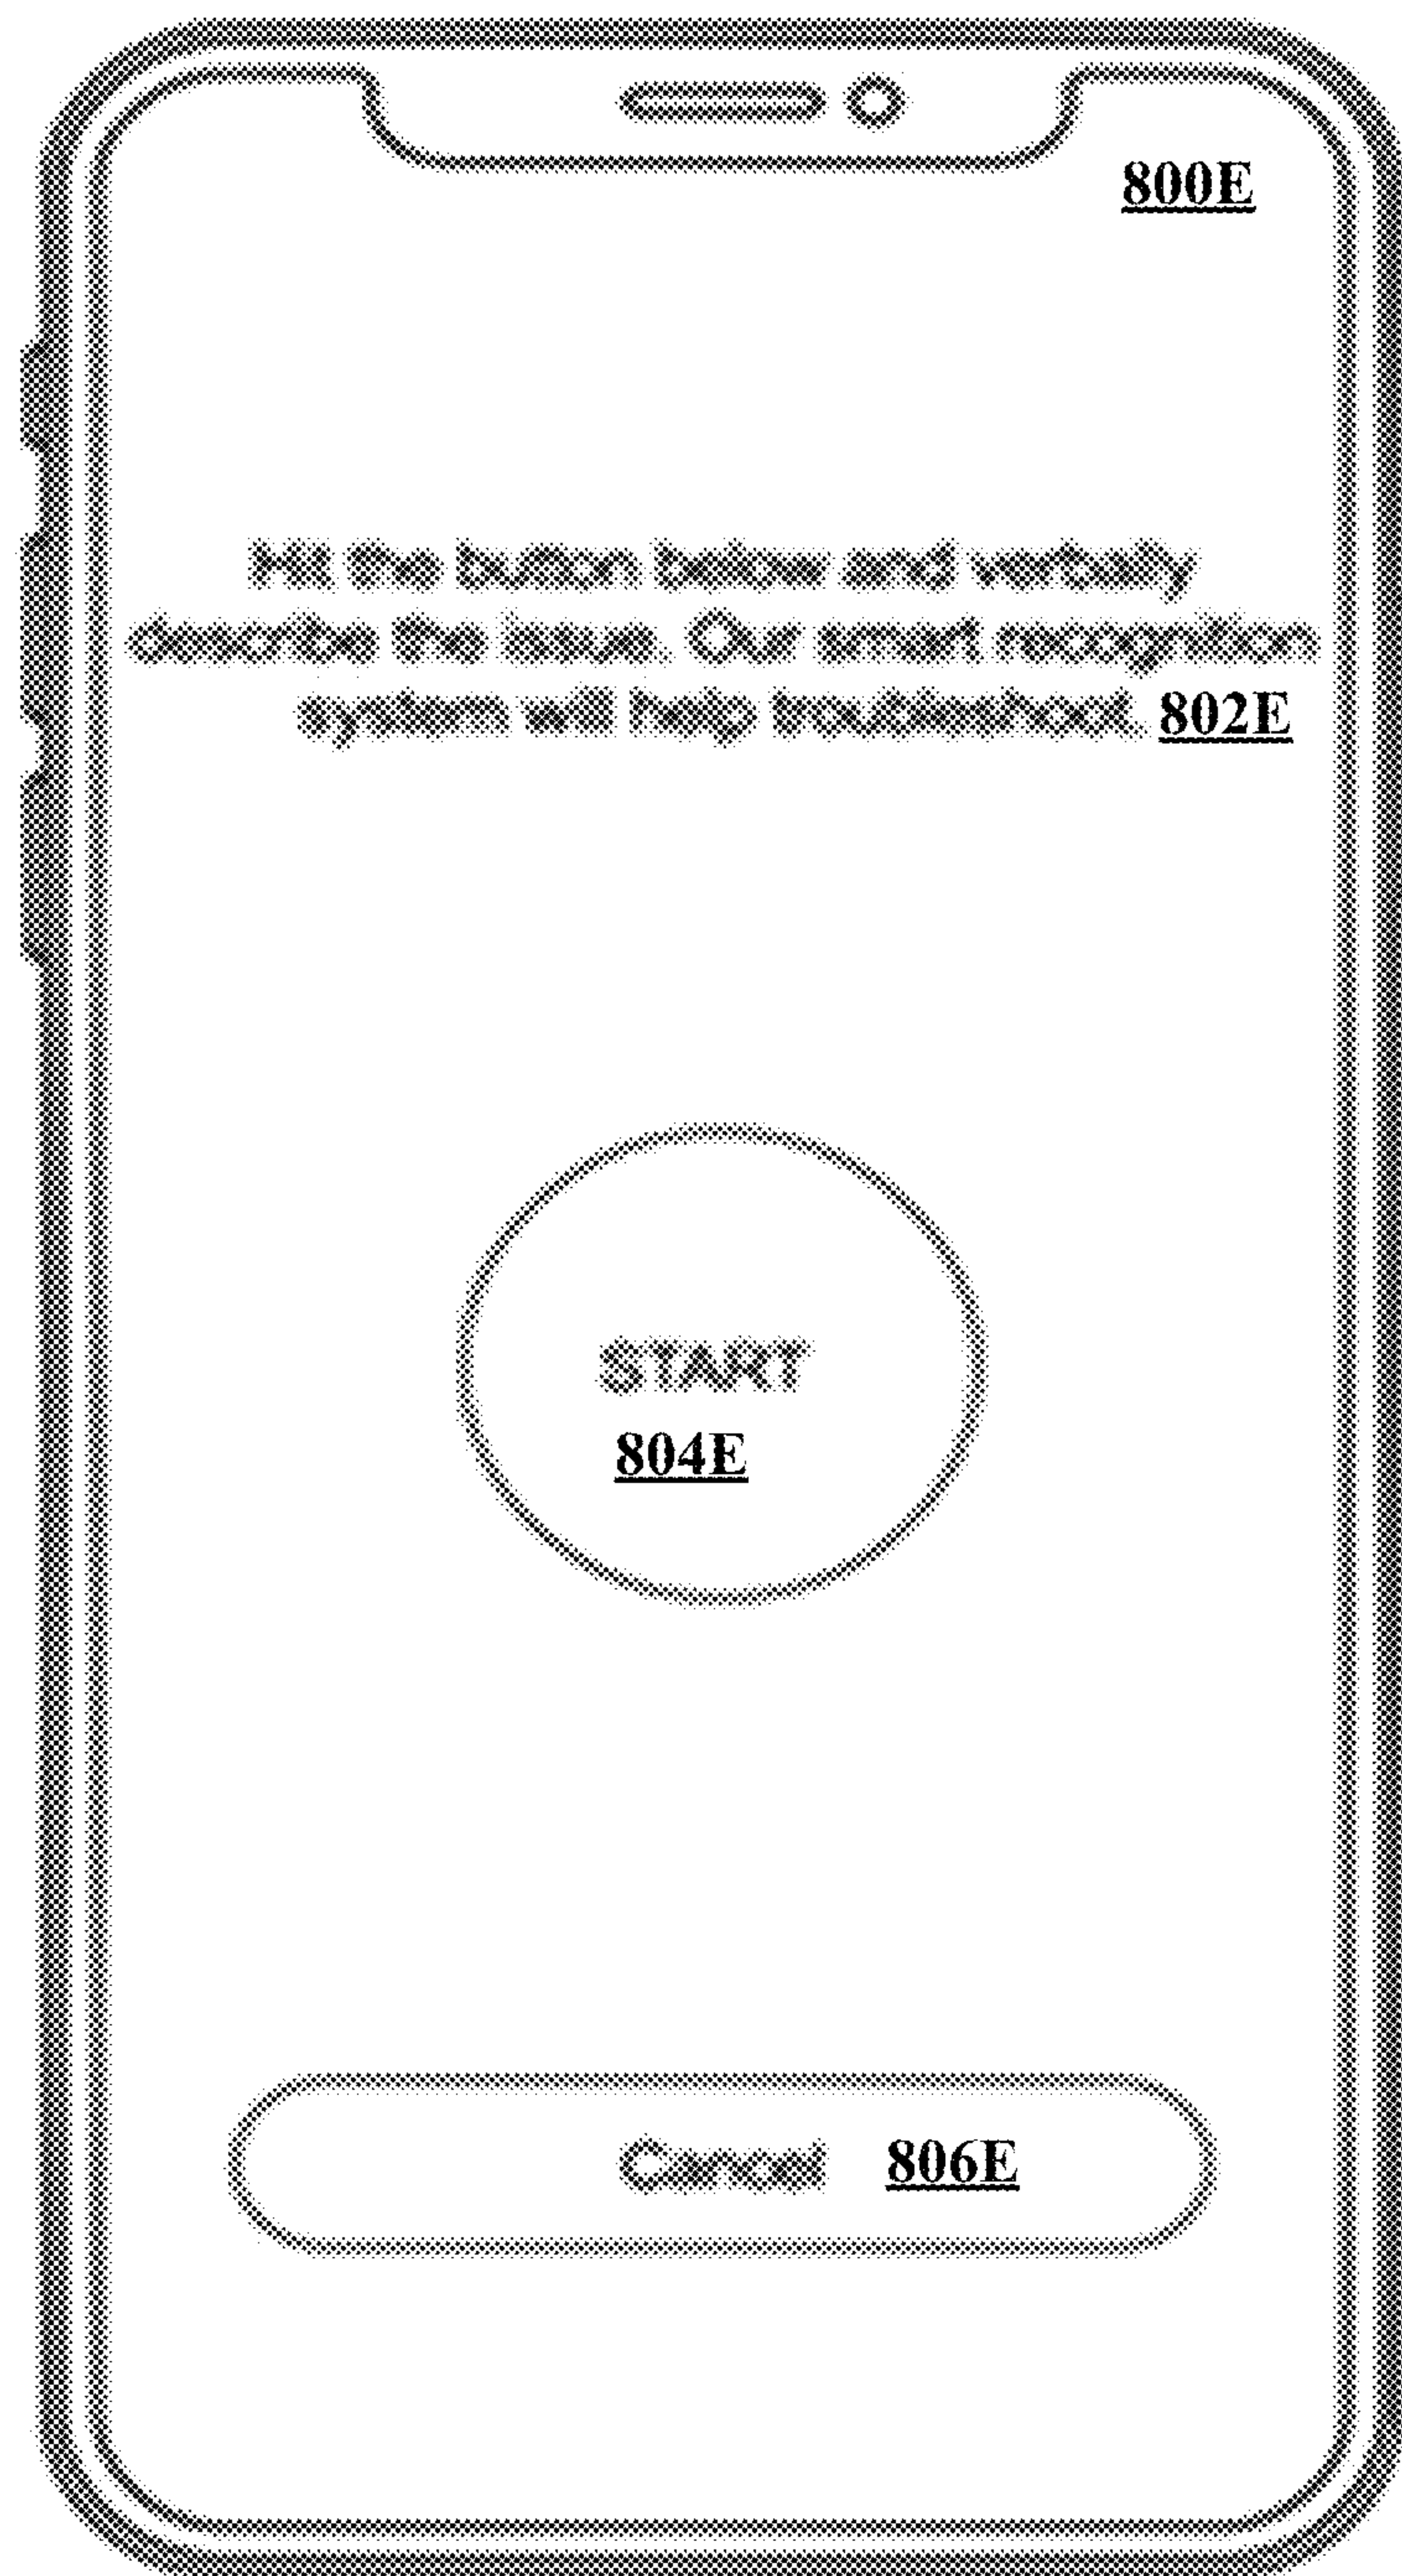 800E
Hit the button below and verbally
describe the issue. Our smart recognition
system will help troubleshoot. 802E
START
804E
Cancel 806E